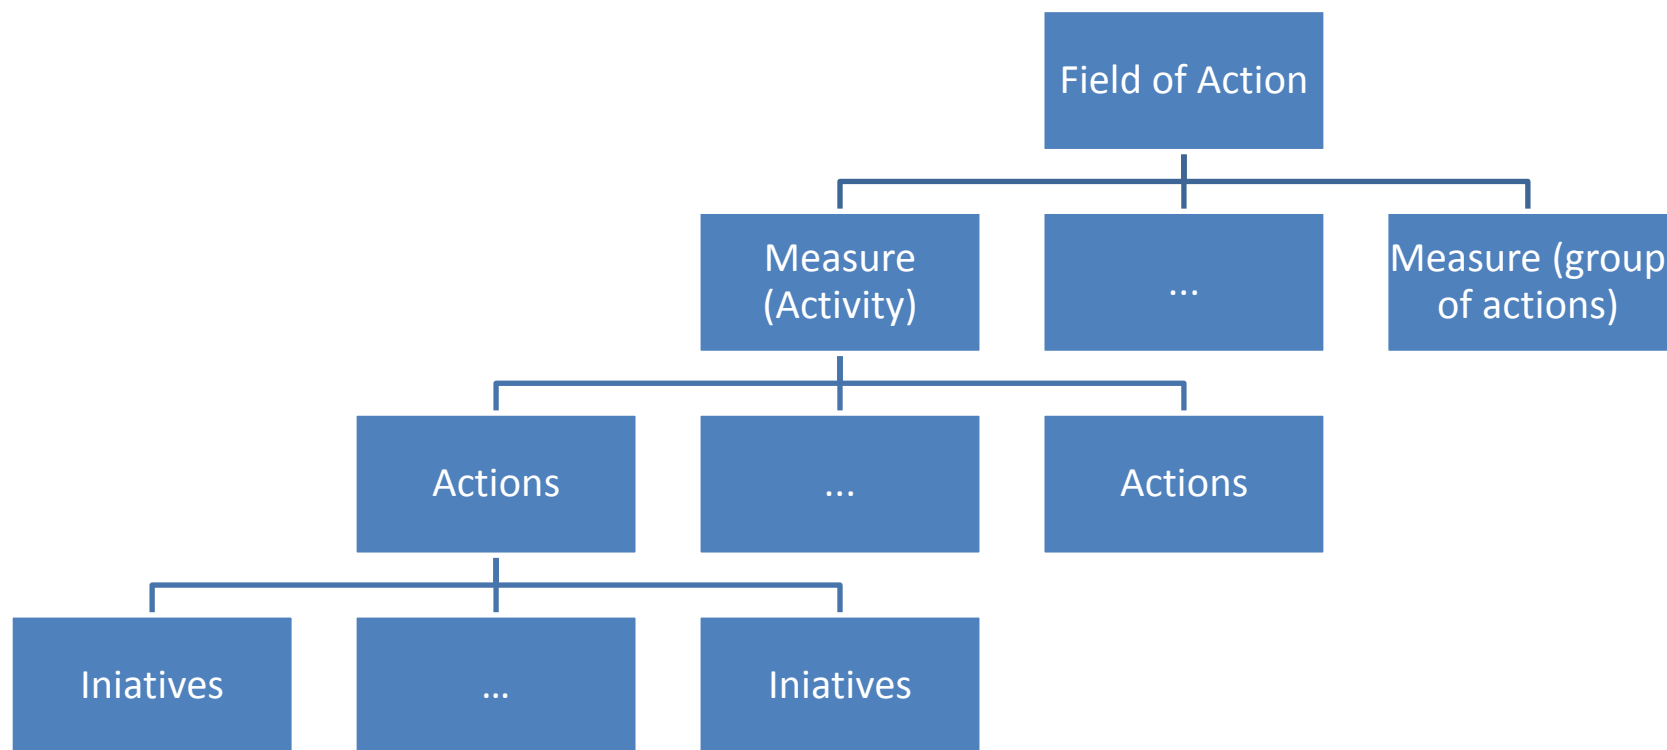 Field of Action
Measure
(Activity)
...
Measure (group
of actions)
Actions
...
Actions
Iniatives
...
Iniatives